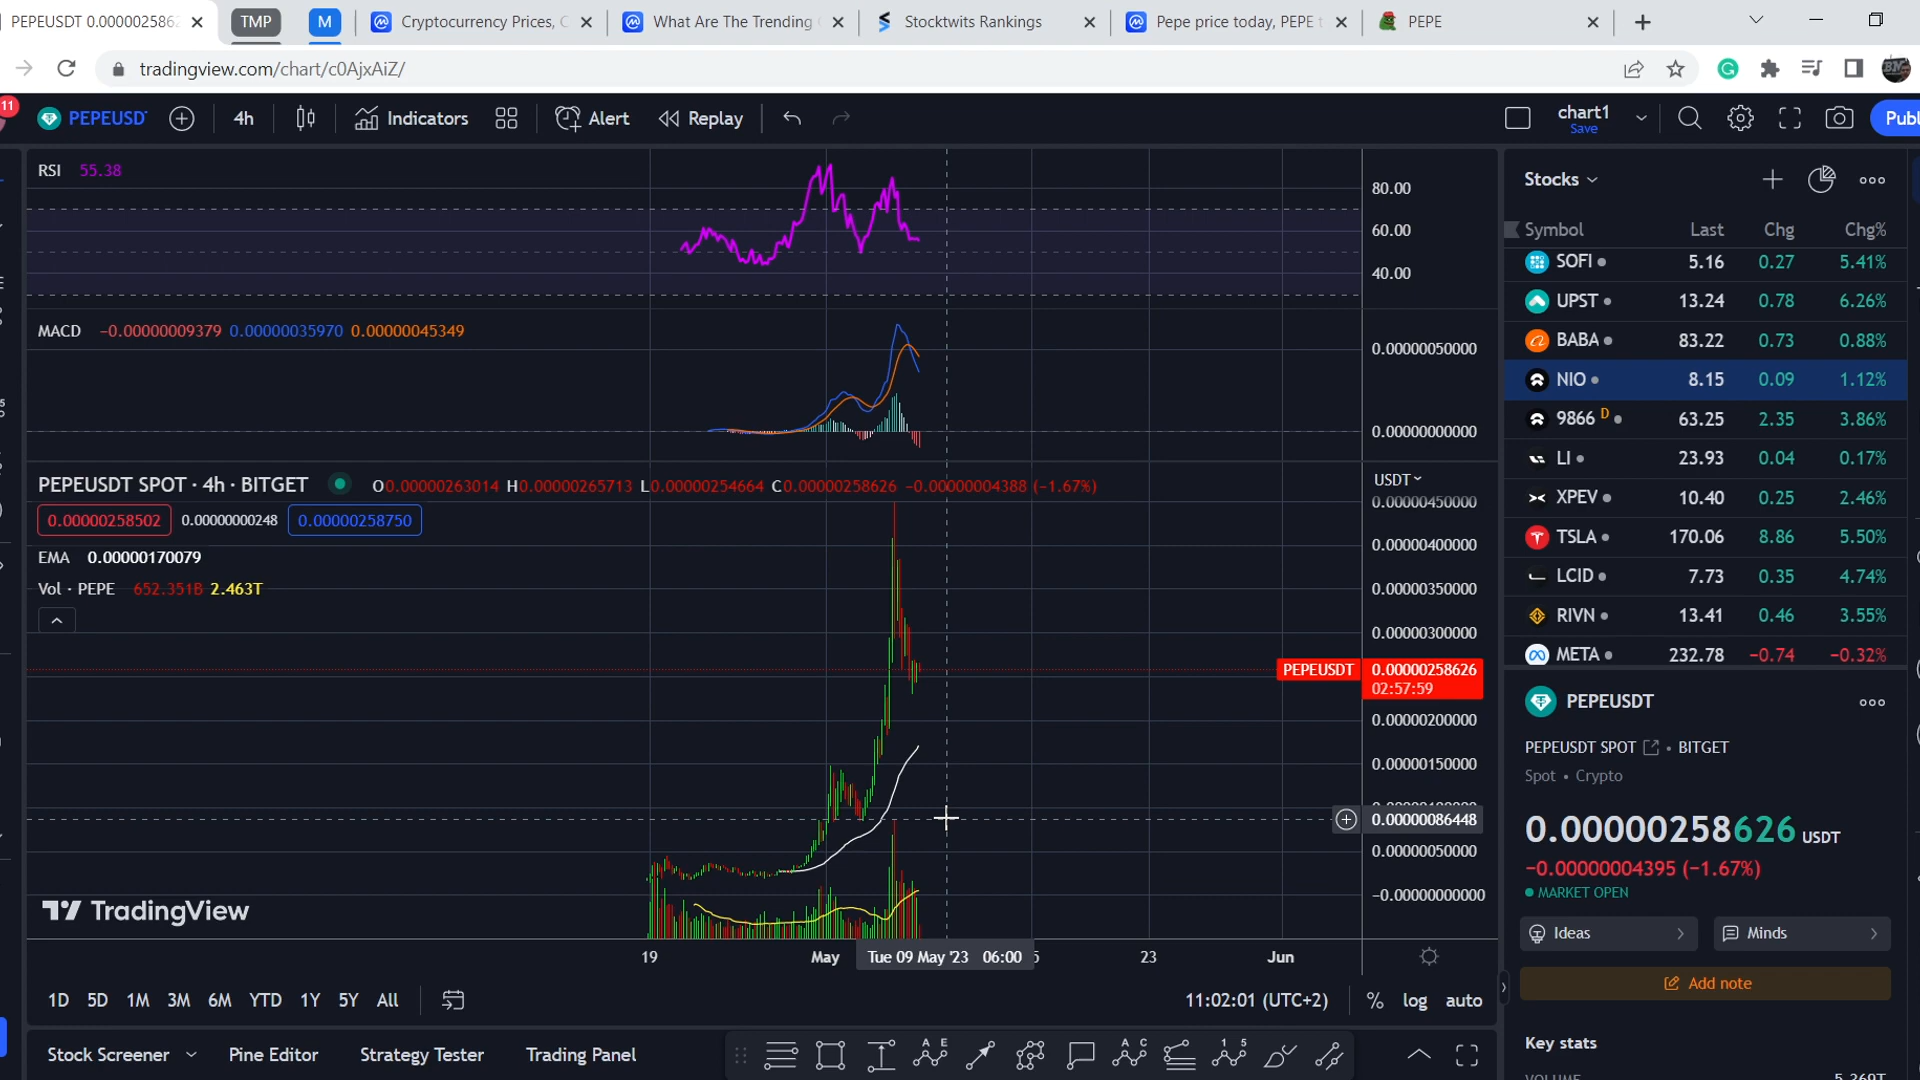 PEPEUSDT 0.00000258
TMP
M
Cryptocurrency Prices, C
What Are The Trending
Stocktwits Rankings
Pepe price today, PEPE t
PEPE
tradingview.com/chart/c0AjxAiZ/
11
PEPEUSDT
4h
Indicators
Alert
Replay
chart1
Save
Publ
RSI 55.38
80.00
60.00
40.00
MACD −0.00000009379 0.00000035970 0.00000045349
0.00000050000
0.00000000000
PEPEUSDT SPOT · 4h · BITGET O0.00000263014 H0.00000265713 L0.00000254664 C0.00000258626 −0.00000004388 (−1.67%)
0.00000258502 0.00000000248 0.00000258750
EMA 0.00000170079
Vol · PEPE 652.351B 2.463T
USDT
0.00000450000
0.00000400000
0.00000350000
0.00000300000
PEPEUSDT 0.00000258626
02:57:59
0.00000200000
0.00000150000
0.00000086448
0.00000050000
−0.00000000000
TradingView
19 May Tue 09 May '23 06:00 23 Jun
1D 5D 1M 3M 6M YTD 1Y 5Y All
11:02:01 (UTC+2) % log auto
Stock Screener Pine Editor Strategy Tester Trading Panel
Stocks
Symbol Last Chg Chg%
SOFI 5.16 0.27 5.41%
UPST 13.24 0.78 6.26%
BABA 83.22 0.73 0.88%
NIO 8.15 0.09 1.12%
9866 D 63.25 2.35 3.86%
LI 23.93 0.04 0.17%
XPEV 10.40 0.25 2.46%
TSLA 170.06 8.86 5.50%
LCID 7.73 0.35 4.74%
RIVN 13.41 0.46 3.55%
META 232.78 −0.74 −0.32%
PEPEUSDT
PEPEUSDT SPOT • BITGET
Spot • Crypto
0.00000258626 USDT
−0.00000004395 (−1.67%)
MARKET OPEN
Ideas
Minds
Add note
Key stats